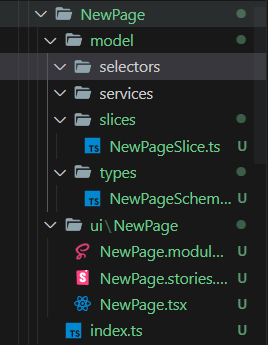 NewPage
model
selectors
services
slices
TS NewPageSlice.ts U
types
TS NewPageSchem... U
ui\NewPage
NewPage.modul... U
S NewPage.stories.... U
NewPage.tsx U
TS index.ts U